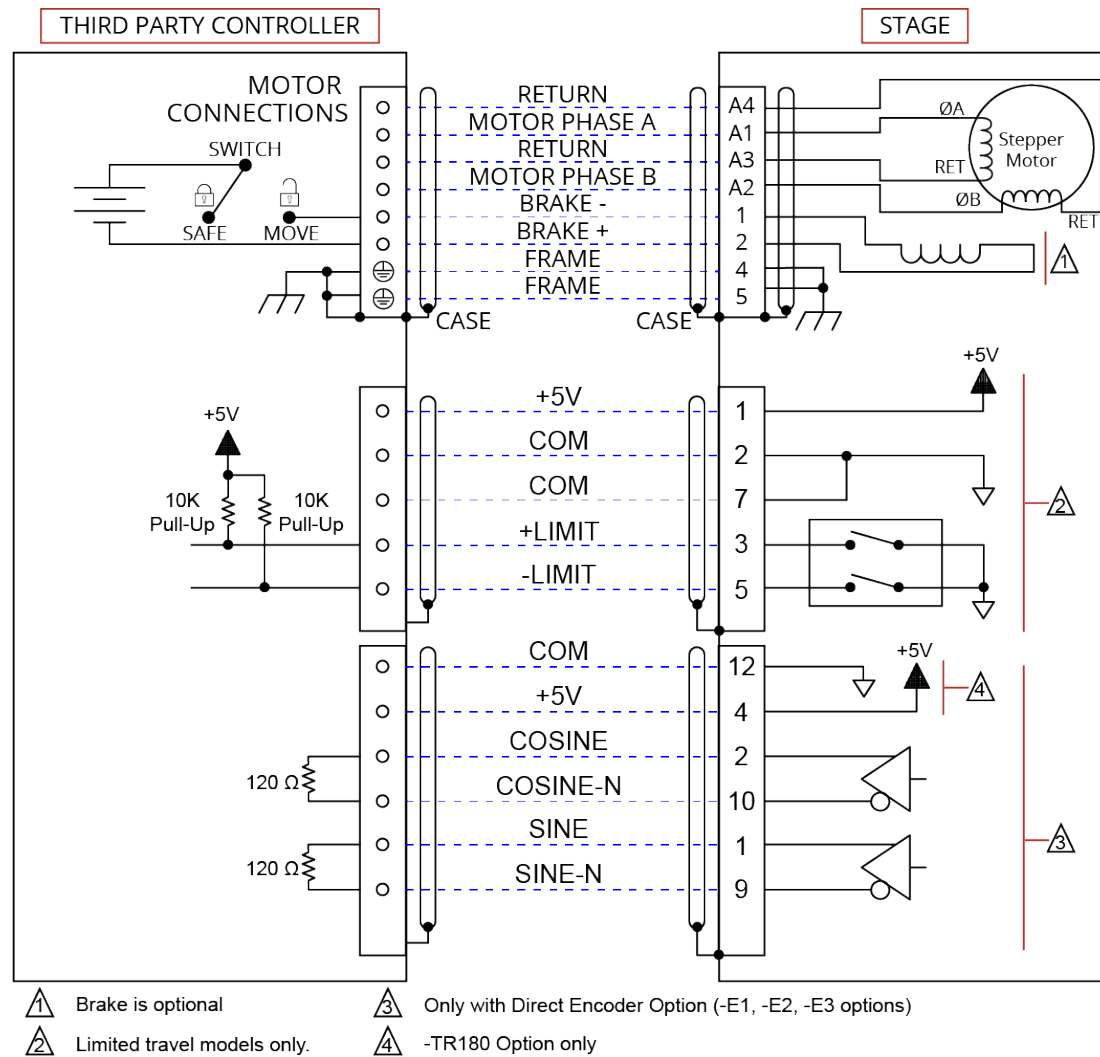 THIRD PARTY CONTROLLER
STAGE
MOTOR
CONNECTIONS
SWITCH
SAFE
MOVE
RETURN
MOTOR PHASE A
RETURN
MOTOR PHASE B
BRAKE -
BRAKE +
FRAME
FRAME
CASE
CASE
A4
A1
A3
A2
1
2
4
5
ØA
Stepper
Motor
RET
ØB
RET
1
+5V
10K
Pull-Up
10K
Pull-Up
+5V
COM
COM
+LIMIT
-LIMIT
1
2
7
3
5
+5V
2
120 Ω
120 Ω
COM
+5V
COSINE
COSINE-N
SINE
SINE-N
12
4
2
10
1
9
+5V
4
3
1 Brake is optional
2 Limited travel models only.
3 Only with Direct Encoder Option (-E1, -E2, -E3 options)
4 -TR180 Option only